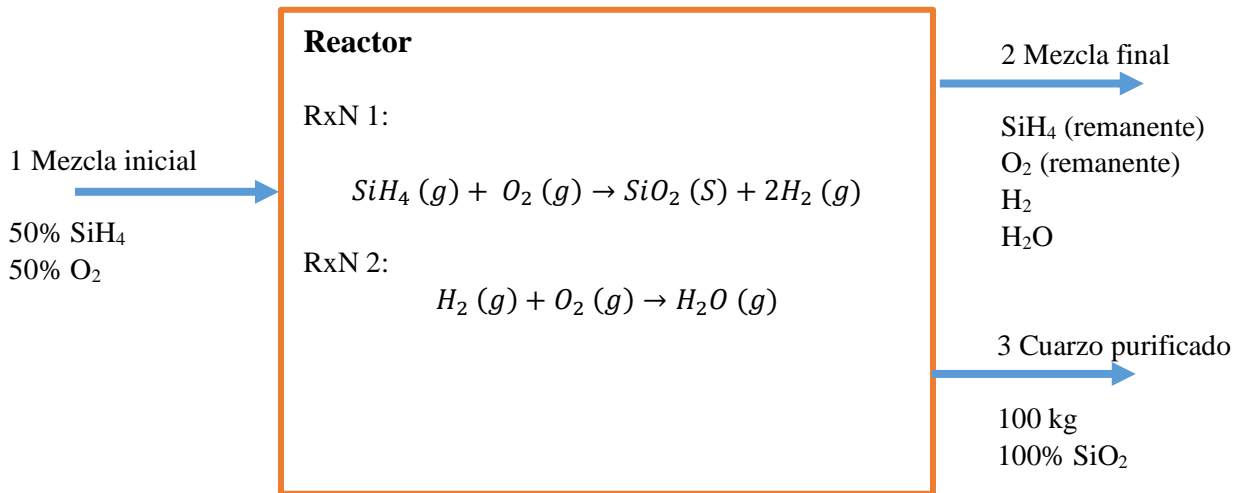 Reactor
RxN 1:
SiH₄ (g) + O₂ (g) → SiO₂ (S) + 2H₂ (g)
RxN 2:
H₂ (g) + O₂ (g) → H₂O (g)
1 Mezcla inicial
50% SiH₄
50% O₂
2 Mezcla final
SiH₄ (remanente)
O₂ (remanente)
H₂
H₂O
3 Cuarzo purificado
100 kg
100% SiO₂